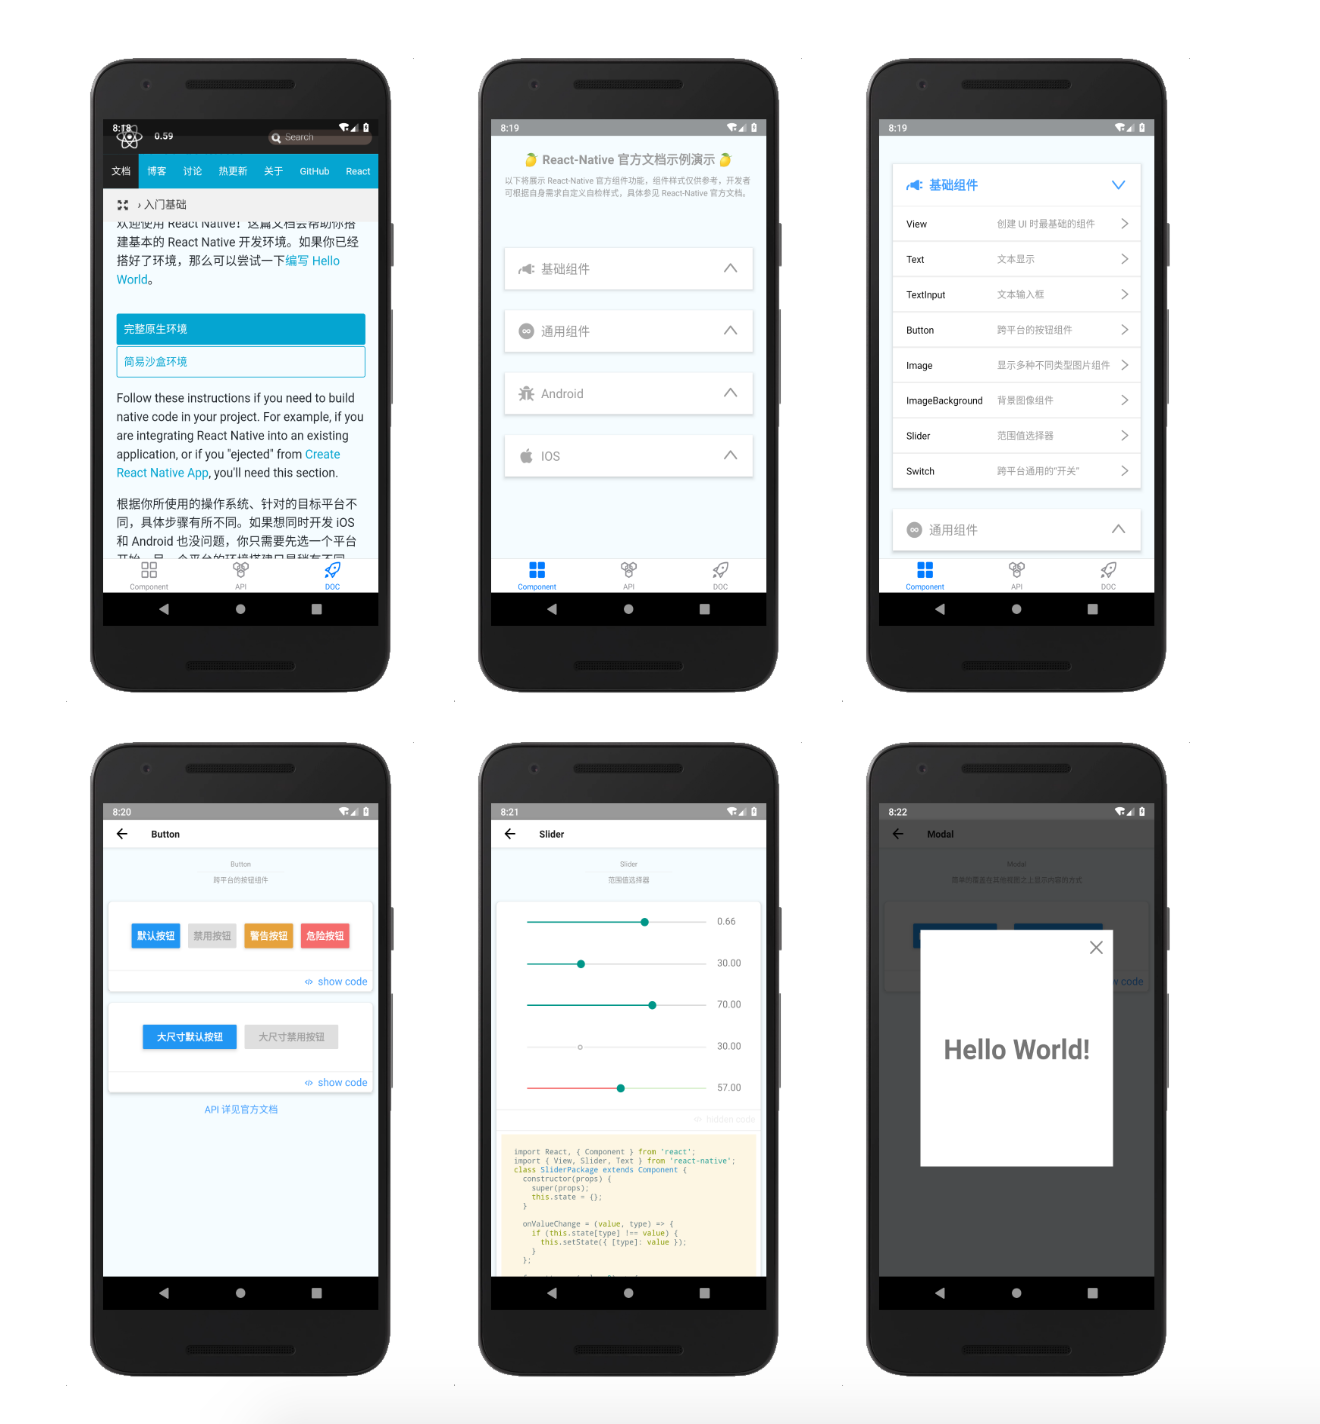 8:18
0.59
Search
文档 博客 讨论 热更新 关于 GitHub React
› 入门基础
欢迎使用 React Native！这篇文档会帮助你搭
建基本的 React Native 开发环境。如果你已经
搭好了环境，那么可以尝试一下编写 Hello
World。
完整原生环境
简易沙盒环境
Follow these instructions if you need to build
native code in your project. For example, if you
are integrating React Native into an existing
application, or if you "ejected" from Create
React Native App, you'll need this section.
根据你所使用的操作系统、针对的目标平台不
同，具体步骤有所不同。如果想同时开发 iOS
和 Android 也没问题，你只需要先选一个平台
Component API DOC
8:19
React-Native 官方文档示例演示
以下将展示 React-Native 官方组件功能，组件样式仅供参考，开发者
可根据自身需求自定义自检样式，具体参见 React-Native 官方文档。
基础组件
通用组件
Android
IOS
Component API DOC
8:19
基础组件
View 创建 UI 时最基础的组件
Text 文本显示
TextInput 文本输入框
Button 跨平台的按钮组件
Image 显示多种不同类型图片组件
ImageBackground 背景图像组件
Slider 范围值选择器
Switch 跨平台通用的"开关"
通用组件
Component API DOC
8:20
Button
Button
跨平台的按钮组件
默认按钮 禁用按钮 警告按钮 危险按钮
show code
大尺寸默认按钮 大尺寸禁用按钮
show code
API 详见官方文档
8:21
Slider
Slider
范围值选择器
0.66
30.00
70.00
30.00
57.00
hidden code
import React, { Component } from 'react';
import { View, Slider, Text } from 'react-native';
class SliderPackage extends Component {
constructor(props) {
super(props);
this.state = {};
}
onValueChange = (value, type) => {
if (this.state[type] !== value) {
this.setState({ [type]: value });
}
};
8:22
Modal
Modal
w code
Hello World!